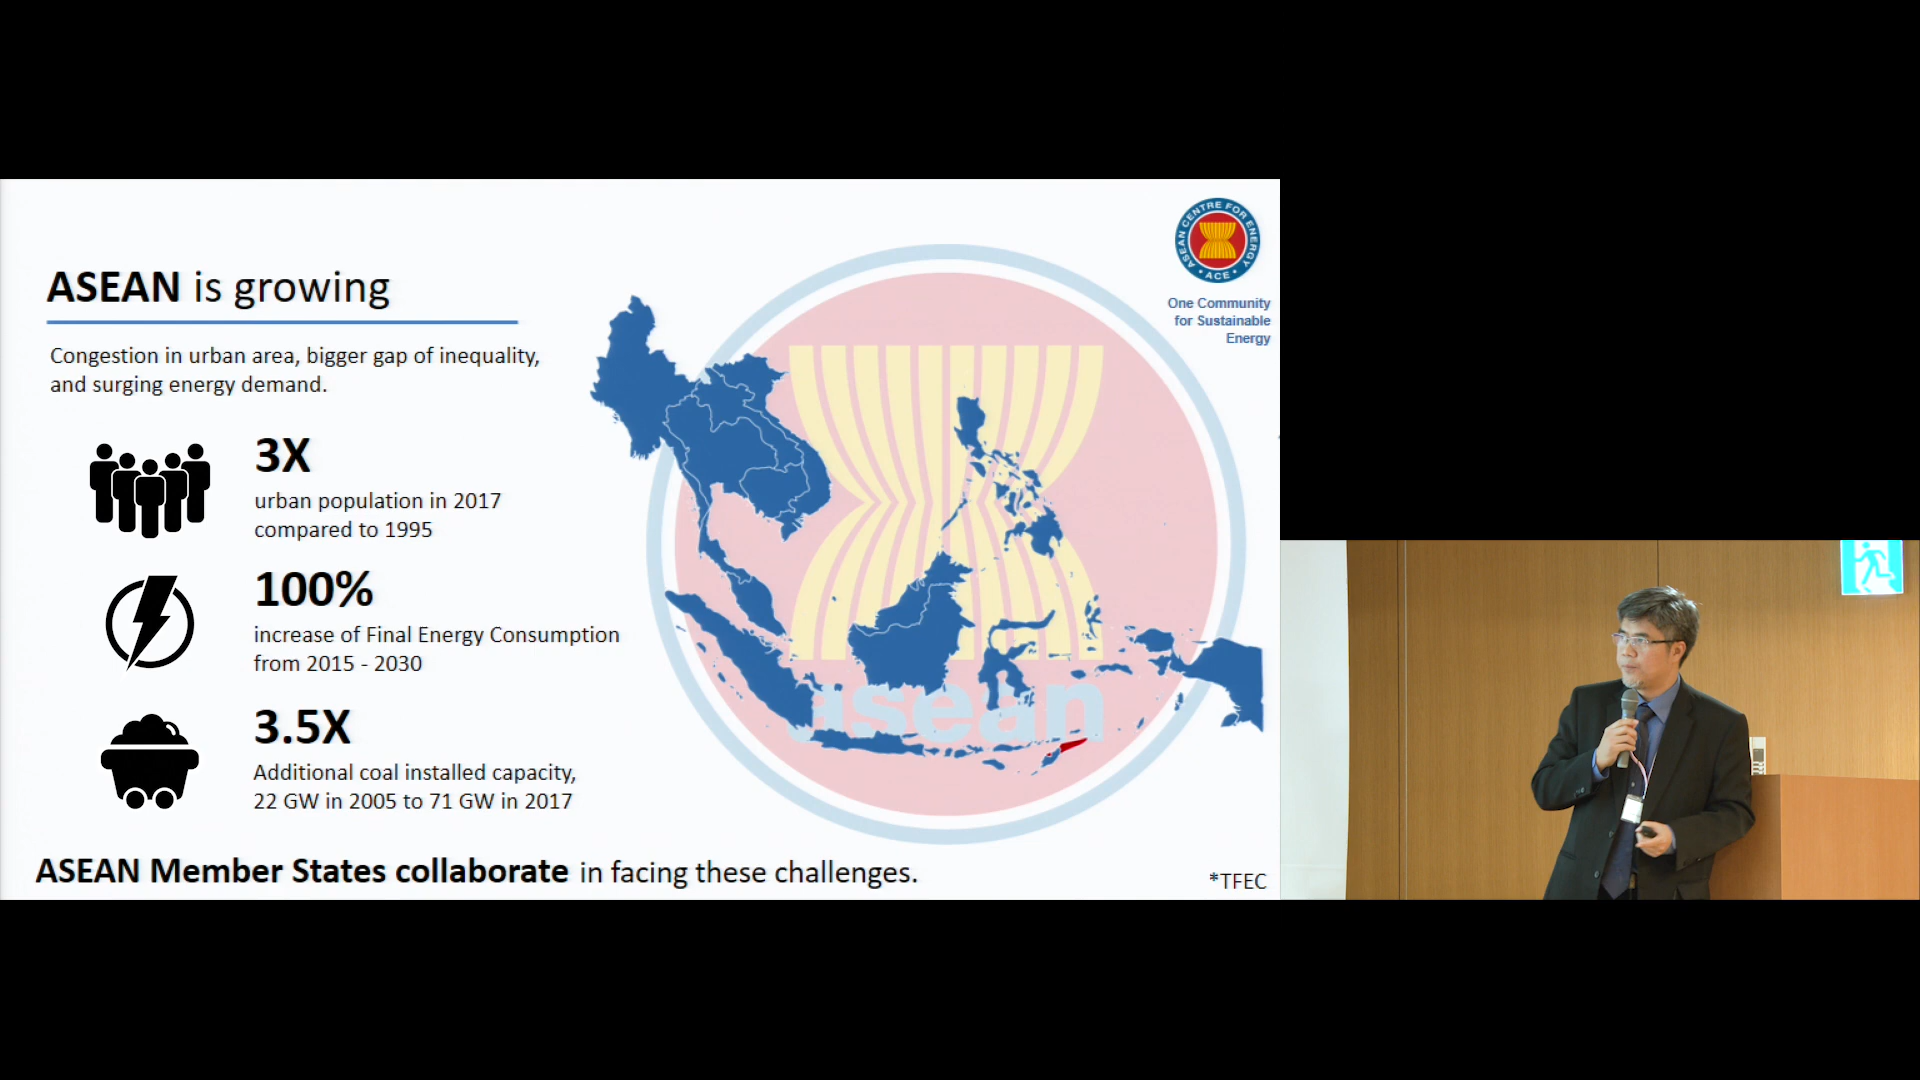 ASEAN CENTRE FOR ENERGY
• ACE •
One Community
for Sustainable
Energy
ASEAN is growing
Congestion in urban area, bigger gap of inequality,
and surging energy demand.
3X
urban population in 2017
compared to 1995
100%
increase of Final Energy Consumption
from 2015 - 2030
3.5X
Additional coal installed capacity,
22 GW in 2005 to 71 GW in 2017
asean
ASEAN Member States collaborate in facing these challenges.
*TFEC